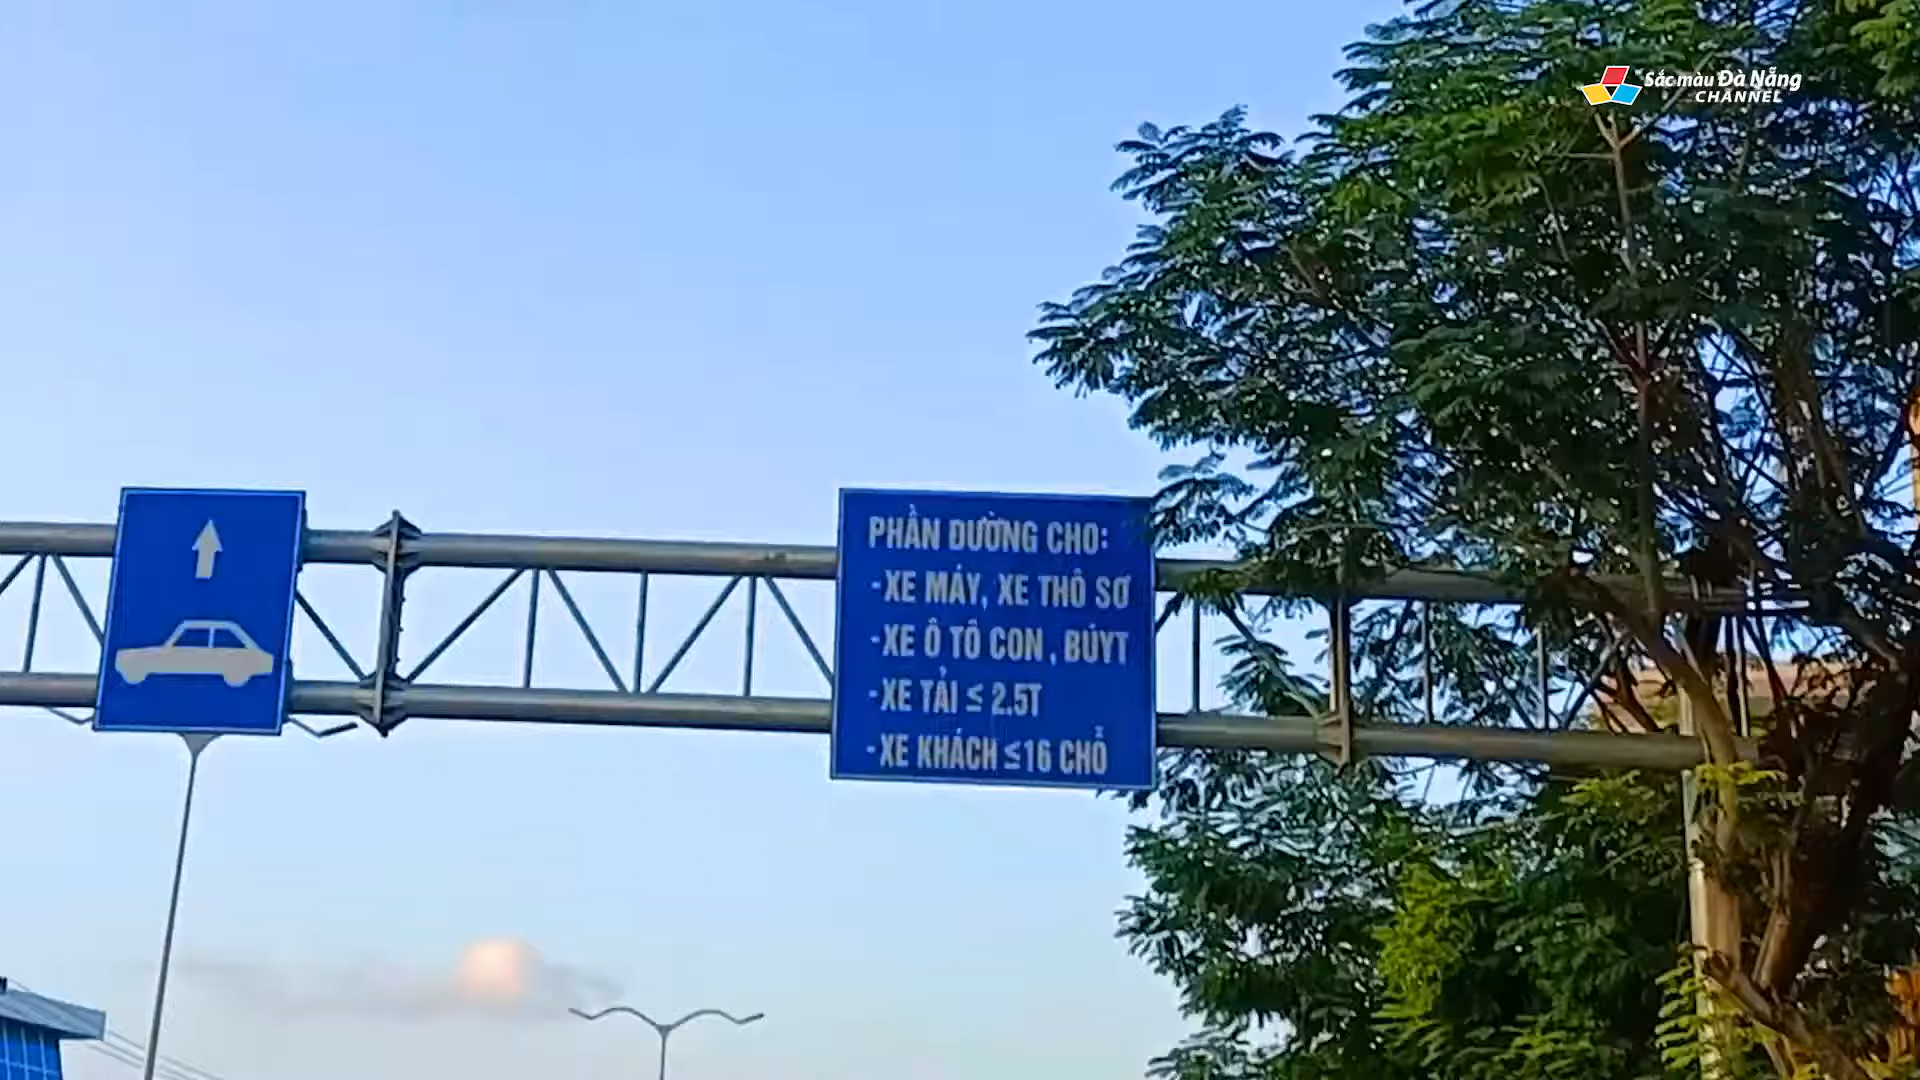 Sắc màu Đà Nẵng
CHANNEL
PHẦN ĐƯỜNG CHO:
-XE MÁY, XE THÔ SƠ
-XE Ô TÔ CON, BUÝT
-XE TẢI ≤ 2.5T
-XE KHÁCH ≤16 CHỖ